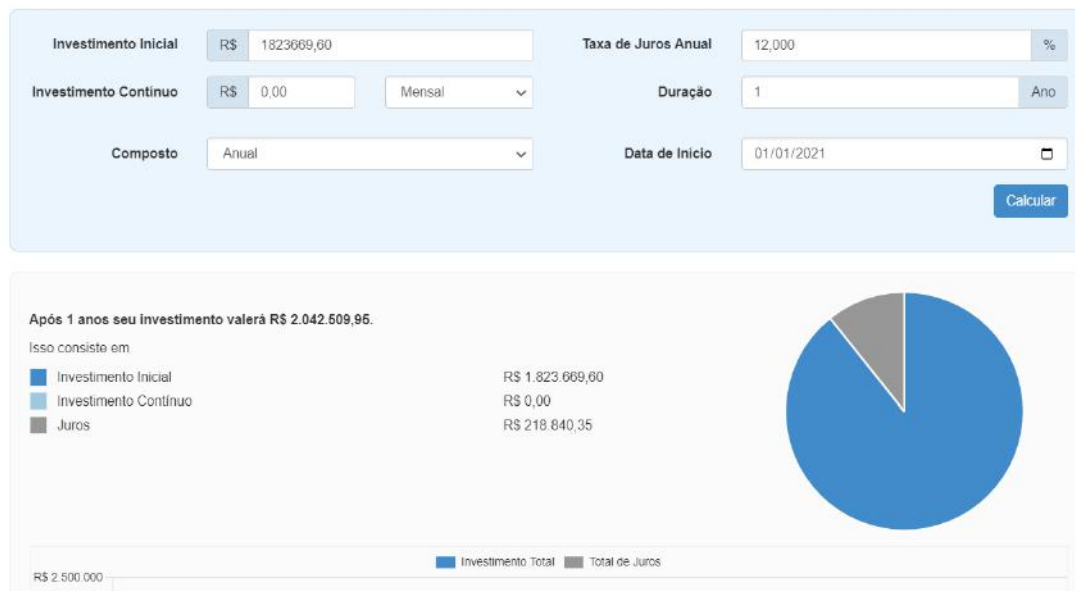 Investimento Inicial R$ 1823669,60 Taxa de Juros Anual 12,000 %
Investimento Contínuo R$ 0,00 Mensal Duração 1 Ano
Composto Anual Data de Inicio 01/01/2021
Calcular
Após 1 anos seu investimento valerá R$ 2.042.509,95.
Isso consiste em
Investimento Inicial R$ 1.823.669,60
Investimento Contínuo R$ 0,00
Juros R$ 218.840,35
Investimento Total Total de Juros
R$ 2.500.000